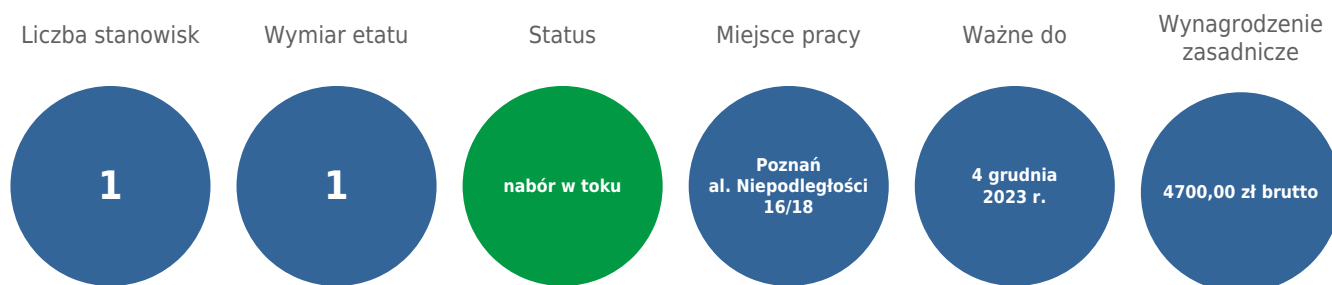 Liczba stanowisk
1
Wymiar etatu
1
Status
nabór w toku
Miejsce pracy
Poznań
al. Niepodległości
16/18
Ważne do
4 grudnia
2023 r.
Wynagrodzenie
zasadnicze
4700,00 zł brutto